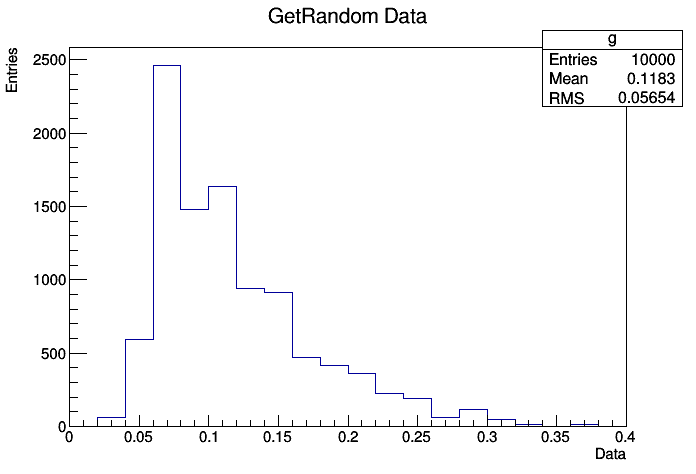 GetRandom Data
g
Entries 10000
Mean 0.1183
RMS 0.05654
Entries
2500
2000
1500
1000
500
0
0 0.05 0.1 0.15 0.2 0.25 0.3 0.35 0.4
Data